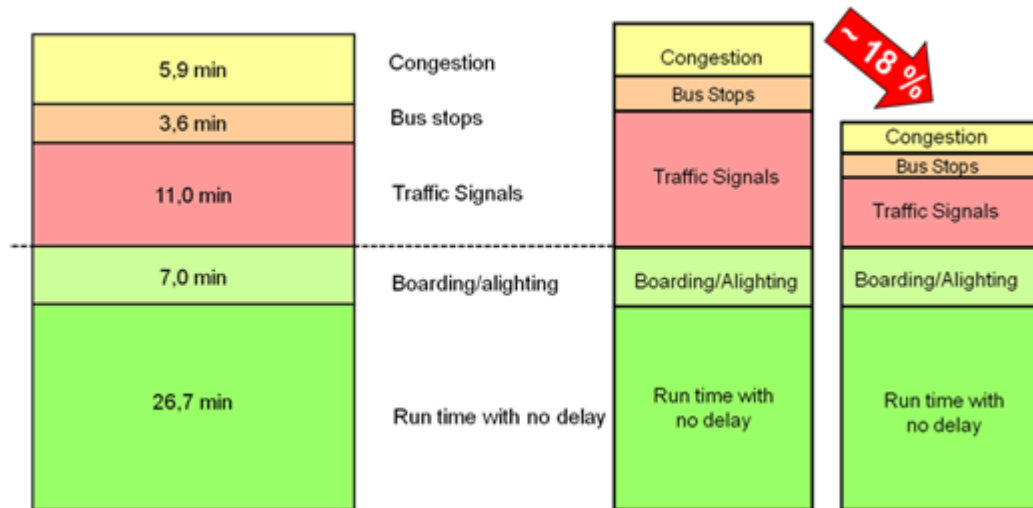 5,9 min
3,6 min
11,0 min
7,0 min
26,7 min
Congestion
Bus stops
Traffic Signals
Boarding/alighting
Run time with no delay
Congestion
Bus Stops
Traffic Signals
Boarding/Alighting
Run time with
no delay
~ 18 %
Congestion
Bus Stops
Traffic Signals
Boarding/Alighting
Run time with
no delay